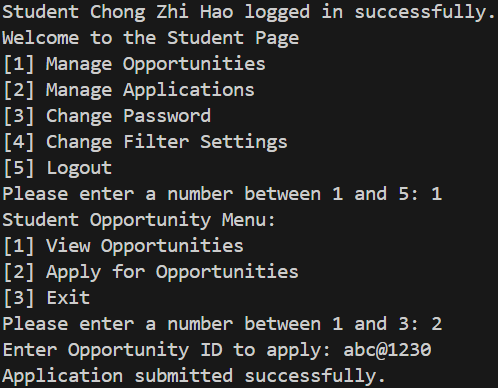 Student Chong Zhi Hao logged in successfully.
Welcome to the Student Page
[1] Manage Opportunities
[2] Manage Applications
[3] Change Password
[4] Change Filter Settings
[5] Logout
Please enter a number between 1 and 5: 1
Student Opportunity Menu:
[1] View Opportunities
[2] Apply for Opportunities
[3] Exit
Please enter a number between 1 and 3: 2
Enter Opportunity ID to apply: abc@1230
Application submitted successfully.